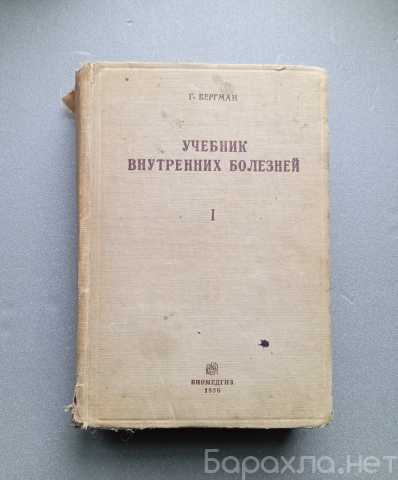 Г. БЕРГМАН
УЧЕБНИК
ВНУТРЕННИХ БОЛЕЗНЕЙ
I
БИОМЕДГИЗ
1936
Барахла.нет